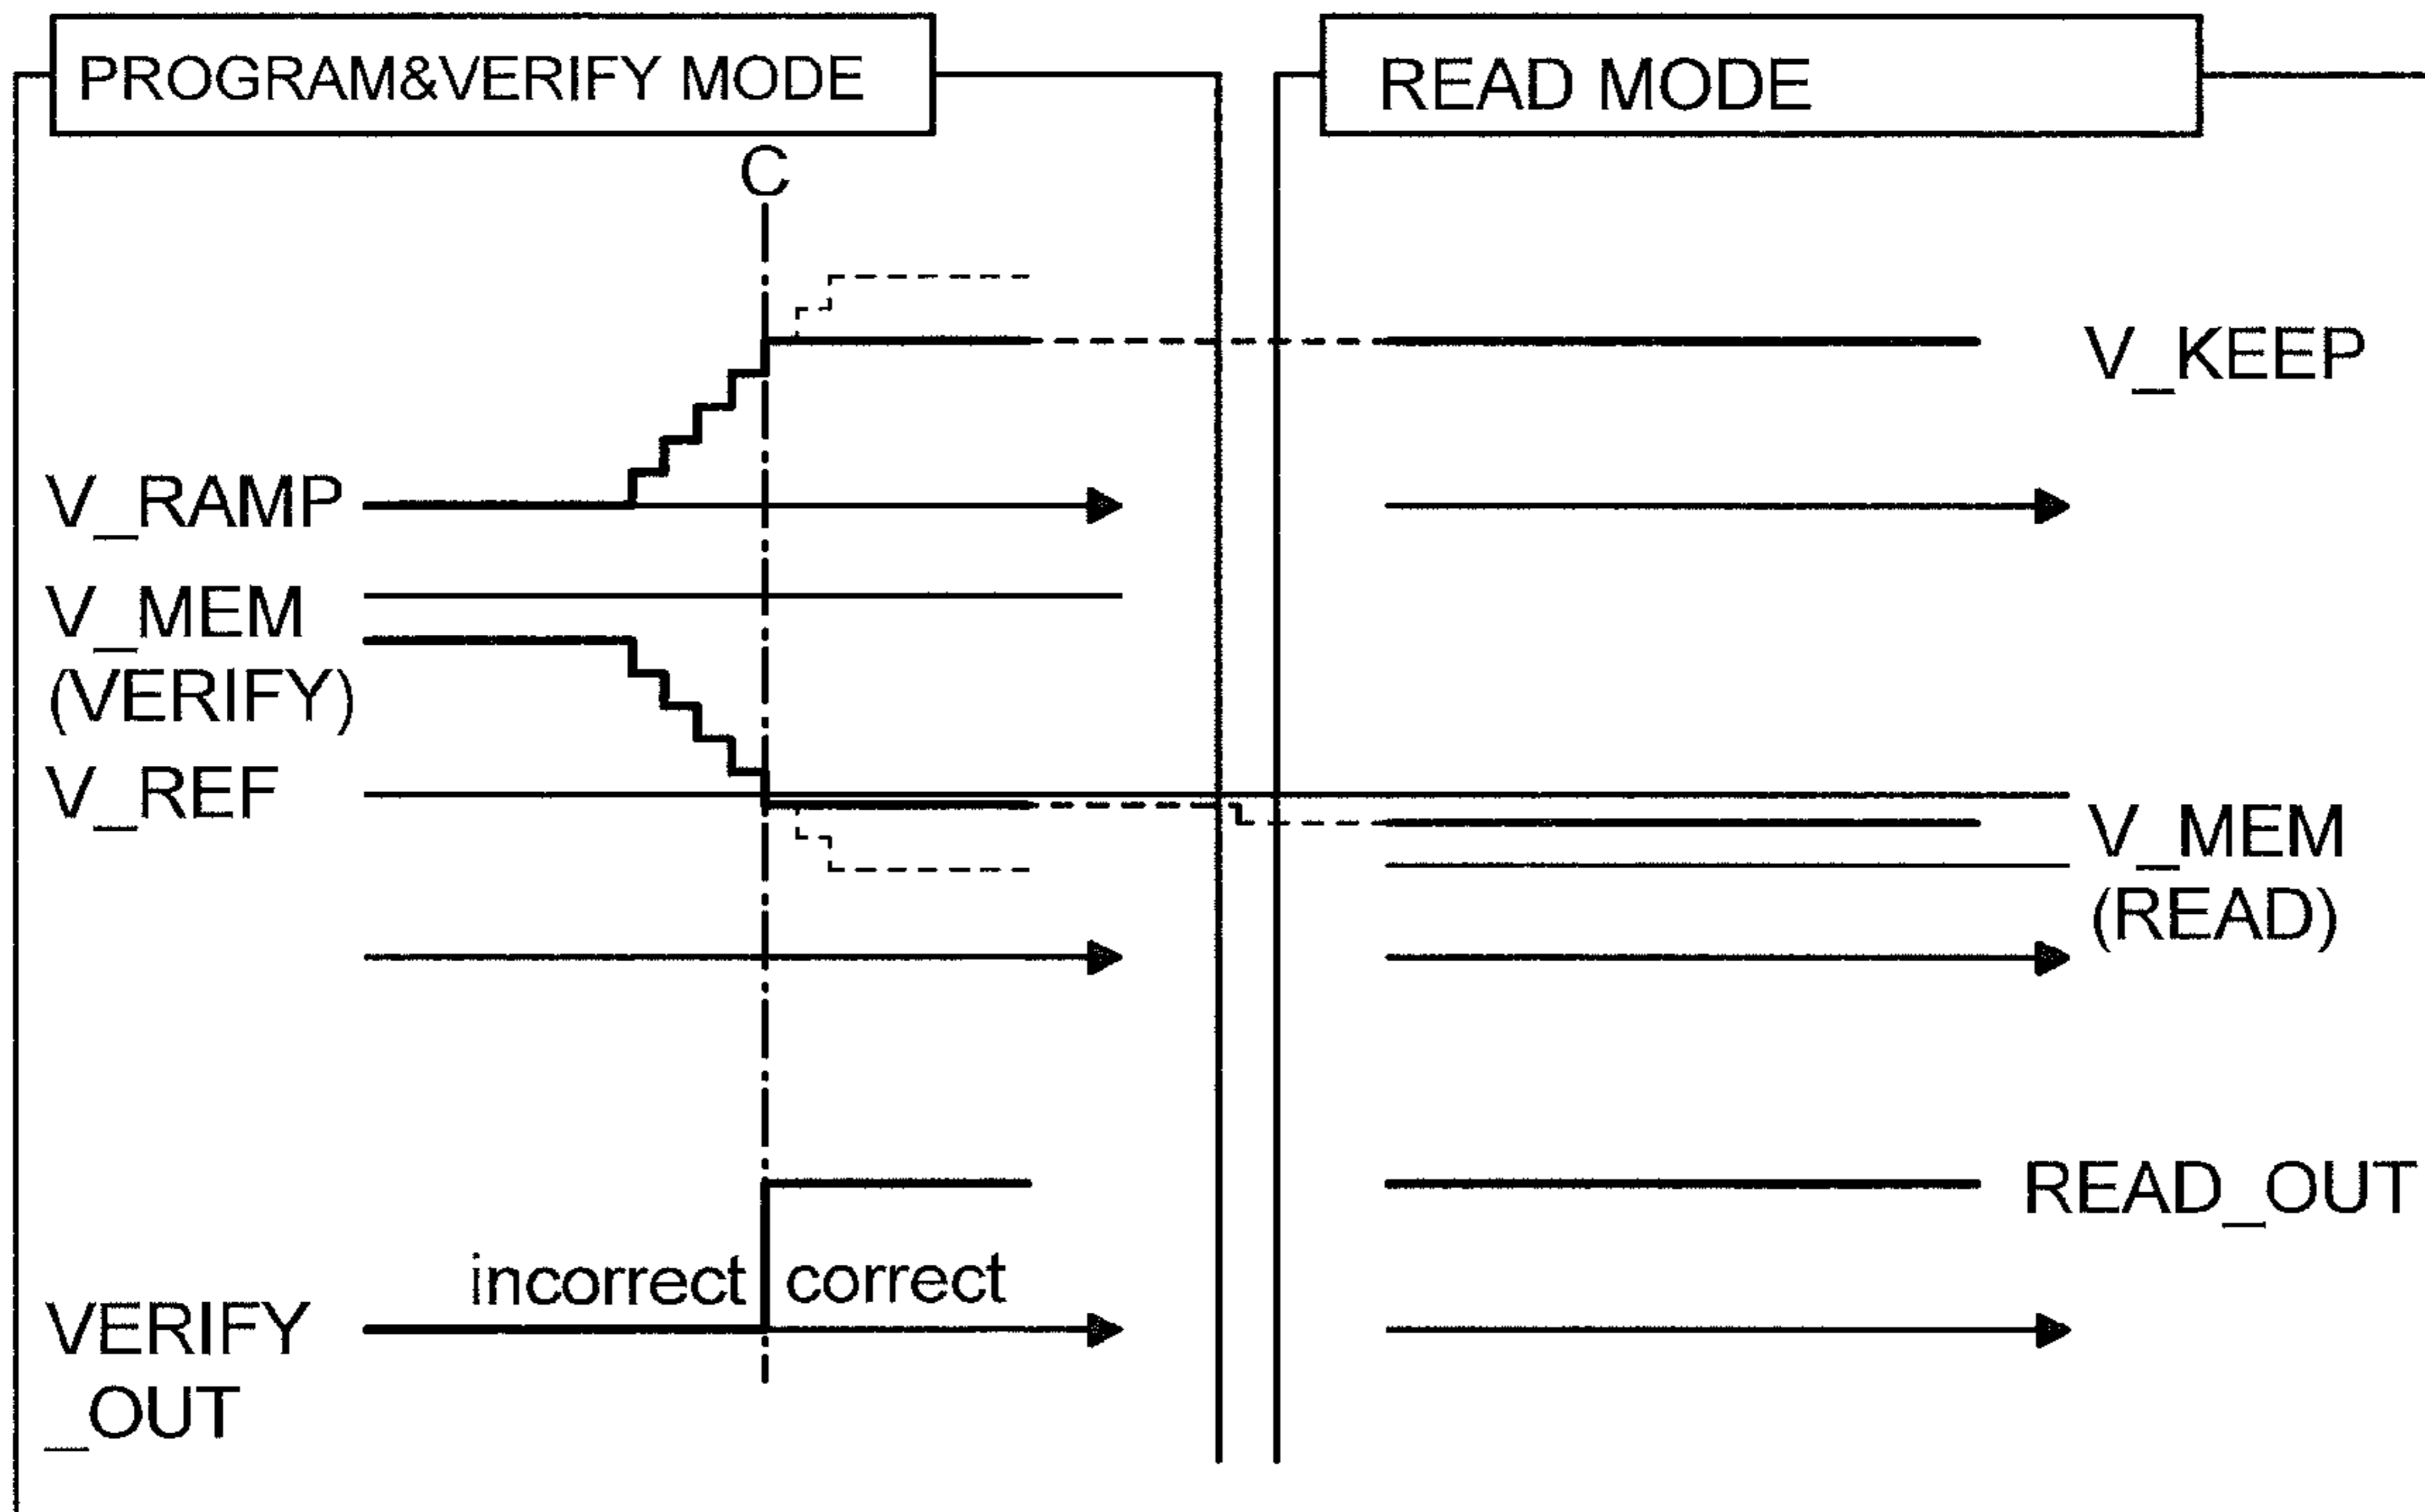 PROGRAM&VERIFY MODE
READ MODE
C
V_KEEP
V_RAMP
V_MEM
(VERIFY)
V_REF
V_MEM
(READ)
READ_OUT
incorrect
correct
VERIFY
_OUT